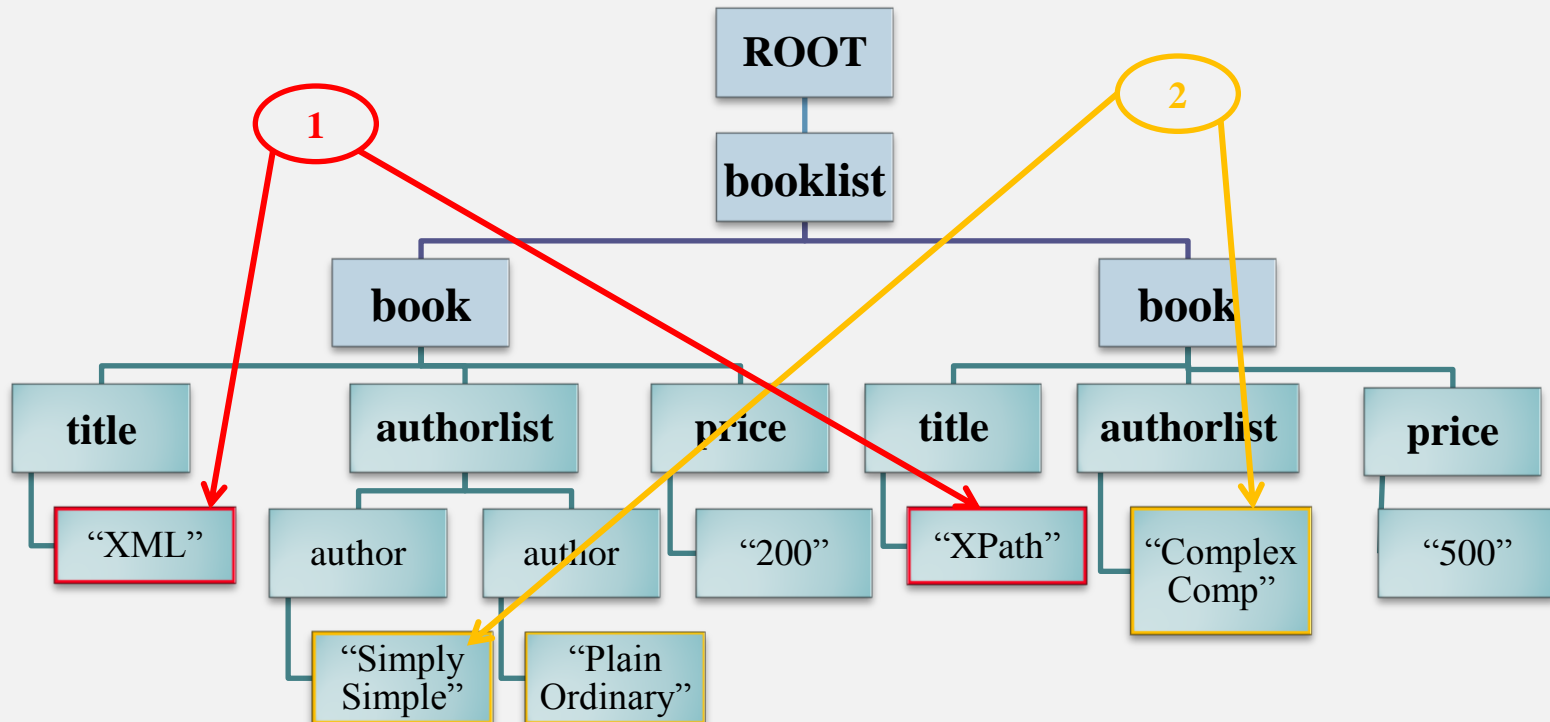 ROOT
1
2
booklist
book
book
title
authorlist
price
title
authorlist
price
“XML”
author
author
“200”
“XPath”
“Complex
Comp”
“500”
“Simply
Simple”
“Plain
Ordinary”